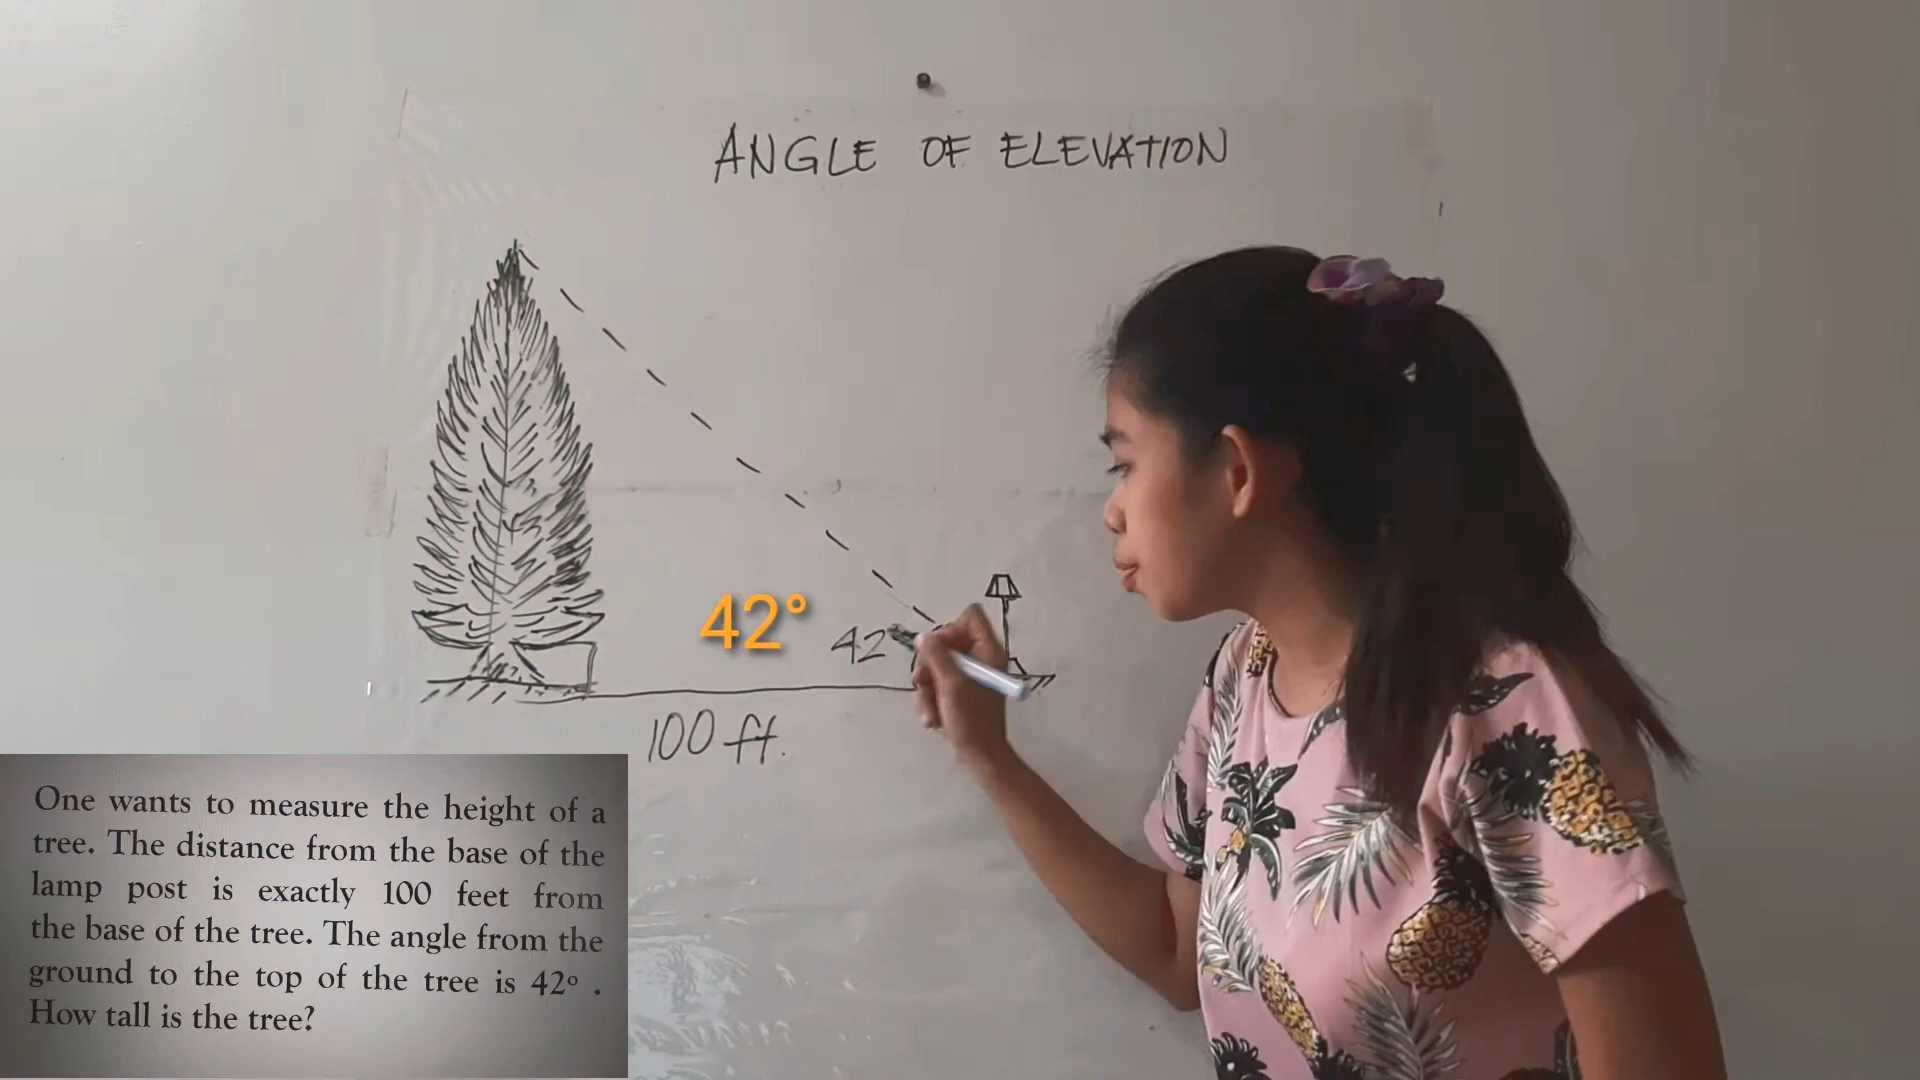 ANGLE OF ELEVATION
42°
42°
100 ft.
One wants to measure the height of a
tree. The distance from the base of the
lamp post is exactly 100 feet from
the base of the tree. The angle from the
ground to the top of the tree is 42° .
How tall is the tree?